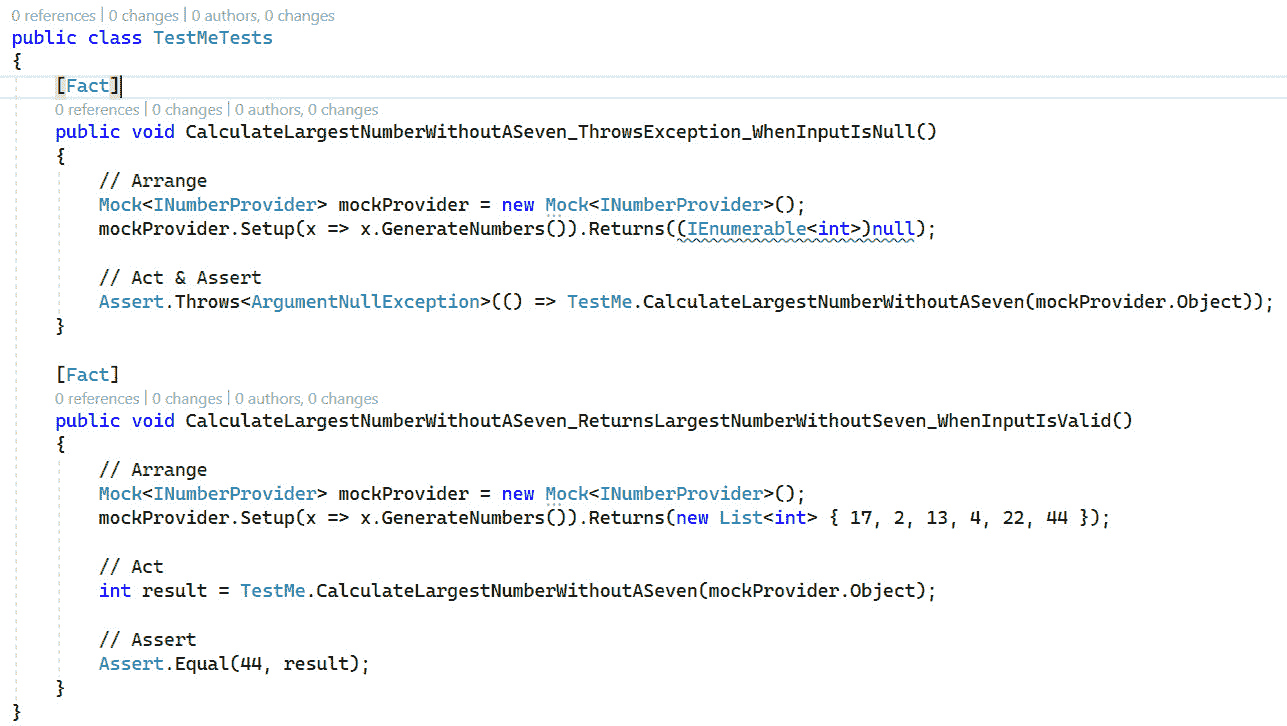 0 references | 0 changes | 0 authors, 0 changes
public class TestMeTests
{
[Fact]
0 references | 0 changes | 0 authors, 0 changes
public void CalculateLargestNumberWithoutASeven_ThrowsException_WhenInputIsNull()
{
// Arrange
Mock<INumberProvider> mockProvider = new Mock<INumberProvider>();
mockProvider.Setup(x => x.GenerateNumbers()).Returns((IEnumerable<int>)null);
// Act & Assert
Assert.Throws<ArgumentNullException>(() => TestMe.CalculateLargestNumberWithoutASeven(mockProvider.Object));
}
[Fact]
0 references | 0 changes | 0 authors, 0 changes
public void CalculateLargestNumberWithoutASeven_ReturnsLargestNumberWithoutSeven_WhenInputIsValid()
{
// Arrange
Mock<INumberProvider> mockProvider = new Mock<INumberProvider>();
mockProvider.Setup(x => x.GenerateNumbers()).Returns(new List<int> { 17, 2, 13, 4, 22, 44 });
// Act
int result = TestMe.CalculateLargestNumberWithoutASeven(mockProvider.Object);
// Assert
Assert.Equal(44, result);
}
}